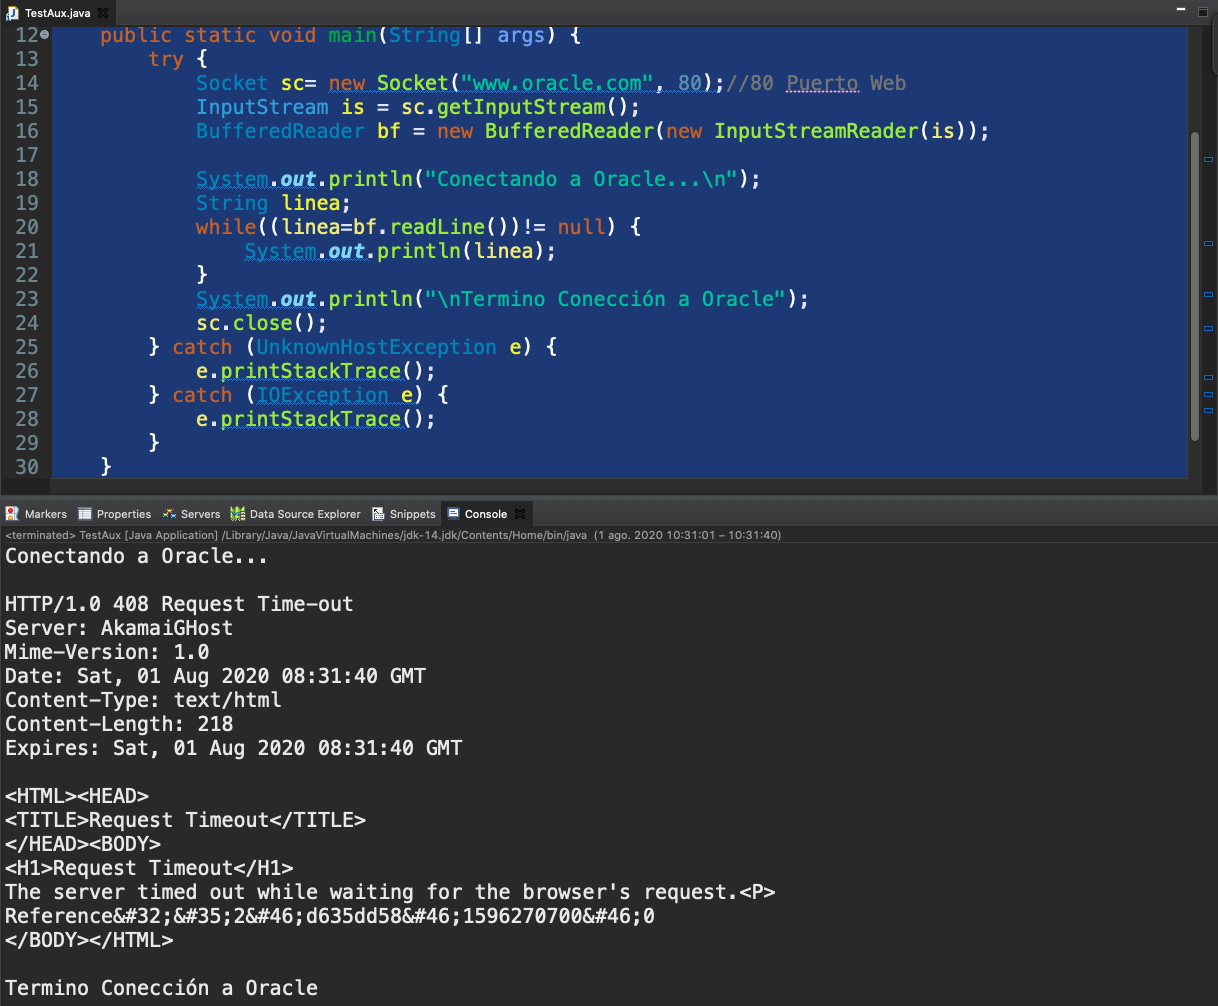 TestAux.java
12 public static void main(String[] args) {
13 try {
14 Socket sc= new Socket("www.oracle.com", 80);//80 Puerto Web
15 InputStream is = sc.getInputStream();
16 BufferedReader bf = new BufferedReader(new InputStreamReader(is));
17
18 System.out.println("Conectando a Oracle...\n");
19 String linea;
20 while((linea=bf.readLine())!= null) {
21 System.out.println(linea);
22 }
23 System.out.println("\nTermino Conección a Oracle");
24 sc.close();
25 } catch (UnknownHostException e) {
26 e.printStackTrace();
27 } catch (IOException e) {
28 e.printStackTrace();
29 }
30 }
Markers Properties Servers Data Source Explorer Snippets Console
<terminated> TestAux [Java Application] /Library/Java/JavaVirtualMachines/jdk-14.jdk/Contents/Home/bin/java (1 ago. 2020 10:31:01 – 10:31:40)
Conectando a Oracle...
HTTP/1.0 408 Request Time-out
Server: AkamaiGHost
Mime-Version: 1.0
Date: Sat, 01 Aug 2020 08:31:40 GMT
Content-Type: text/html
Content-Length: 218
Expires: Sat, 01 Aug 2020 08:31:40 GMT
<HTML><HEAD>
<TITLE>Request Timeout</TITLE>
</HEAD><BODY>
<H1>Request Timeout</H1>
The server timed out while waiting for the browser's request.<P>
Reference&#32;&#35;2&#46;d635dd58&#46;1596270700&#46;0
</BODY></HTML>
Termino Conección a Oracle